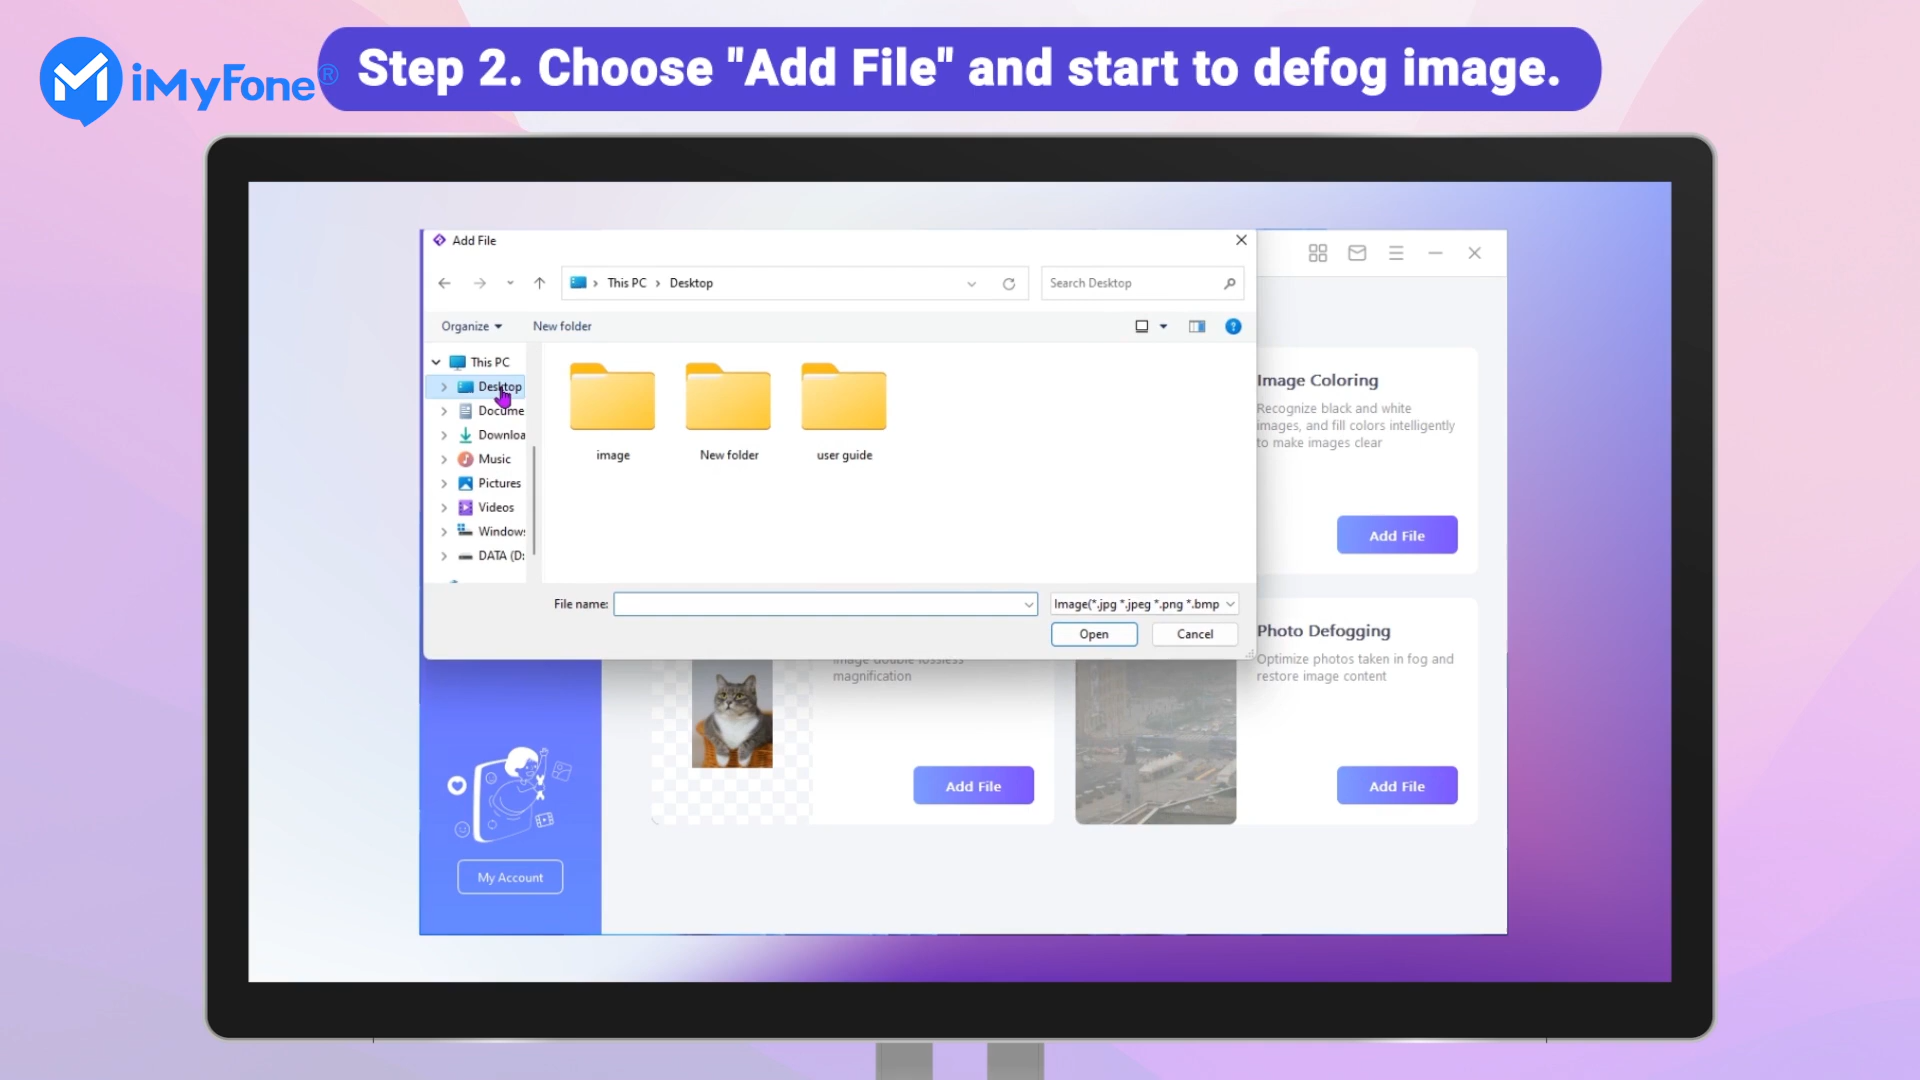 iMyFone®
Step 2. Choose "Add File" and start to defog image.
Add File
This PC
Desktop
Search Desktop
Organize
New folder
This PC
Desktop
Docume
Downloa
Music
Pictures
Videos
Window
DATA (D:
image
New folder
user guide
File name:
Image(*.jpg *.jpeg *.png *.bmp
Open
Cancel
Image Coloring
Recognize black and white
images, and fill colors intelligently
to make images clear
Add File
image double lossless
magnification
Add File
Photo Defogging
Optimize photos taken in fog and
restore image content
Add File
My Account